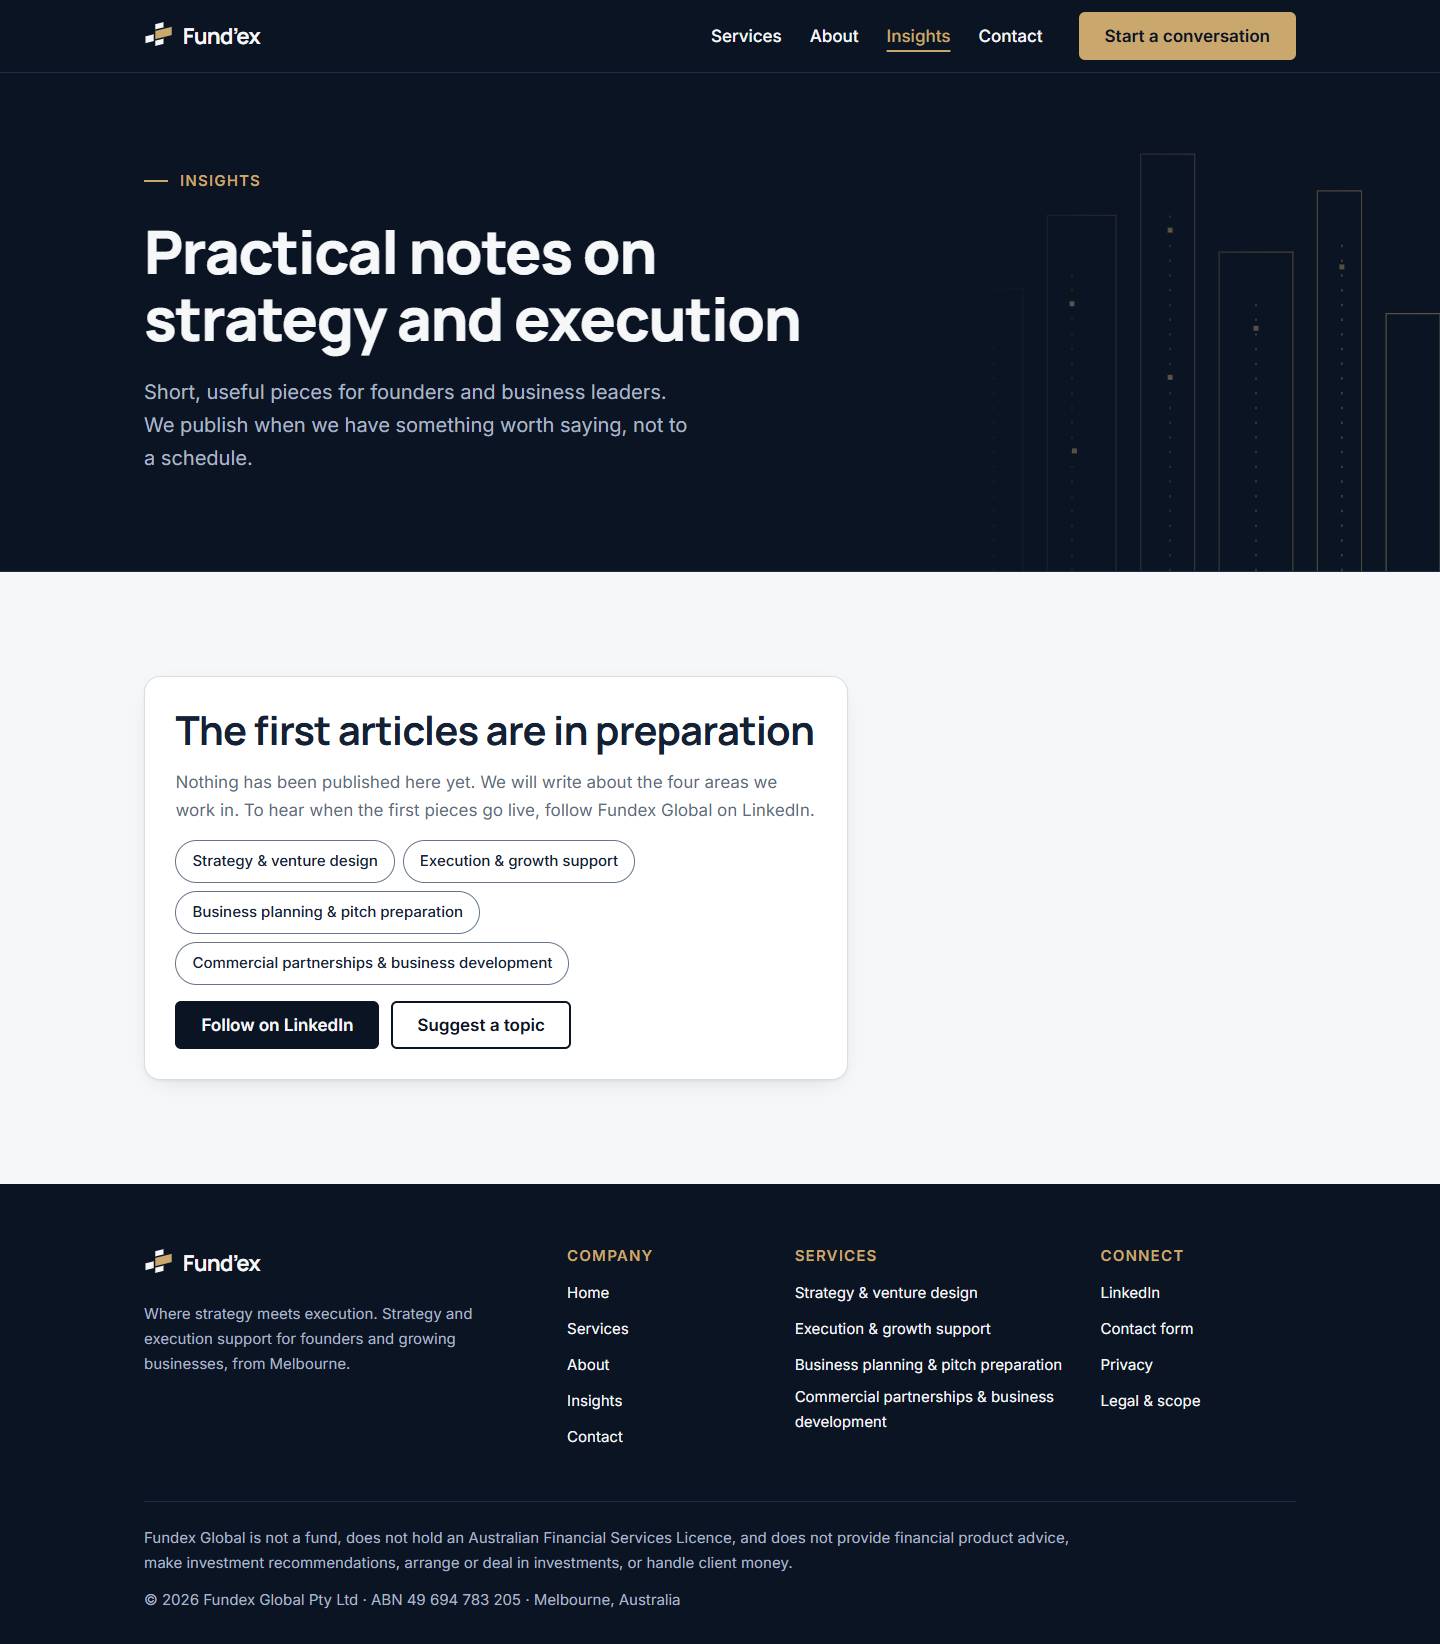 Fund’ex
Services About Insights Contact Start a conversation
INSIGHTS
Practical notes on
strategy and execution
Short, useful pieces for founders and business leaders.
We publish when we have something worth saying, not to
a schedule.
The first articles are in preparation
Nothing has been published here yet. We will write about the four areas we
work in. To hear when the first pieces go live, follow Fundex Global on LinkedIn.
Strategy & venture design
Execution & growth support
Business planning & pitch preparation
Commercial partnerships & business development
Follow on LinkedIn
Suggest a topic
Fund’ex
Where strategy meets execution. Strategy and
execution support for founders and growing
businesses, from Melbourne.
COMPANY
Home
Services
About
Insights
Contact
SERVICES
Strategy & venture design
Execution & growth support
Business planning & pitch preparation
Commercial partnerships & business
development
CONNECT
LinkedIn
Contact form
Privacy
Legal & scope
Fundex Global is not a fund, does not hold an Australian Financial Services Licence, and does not provide financial product advice,
make investment recommendations, arrange or deal in investments, or handle client money.
© 2026 Fundex Global Pty Ltd · ABN 49 694 783 205 · Melbourne, Australia